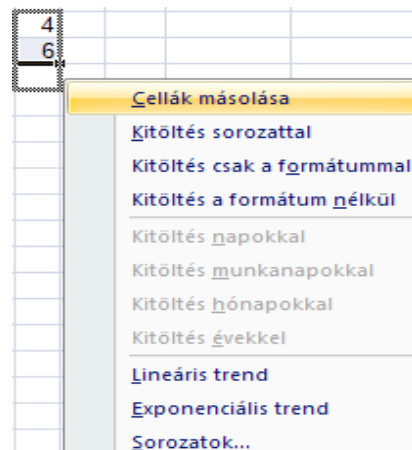 4
6
Cellák másolása
Kitöltés sorozattal
Kitöltés csak a formátummal
Kitöltés a formátum nélkül
Kitöltés napokkal
Kitöltés munkanapokkal
Kitöltés hónapokkal
Kitöltés évekkel
Lineáris trend
Exponenciális trend
Sorozatok...